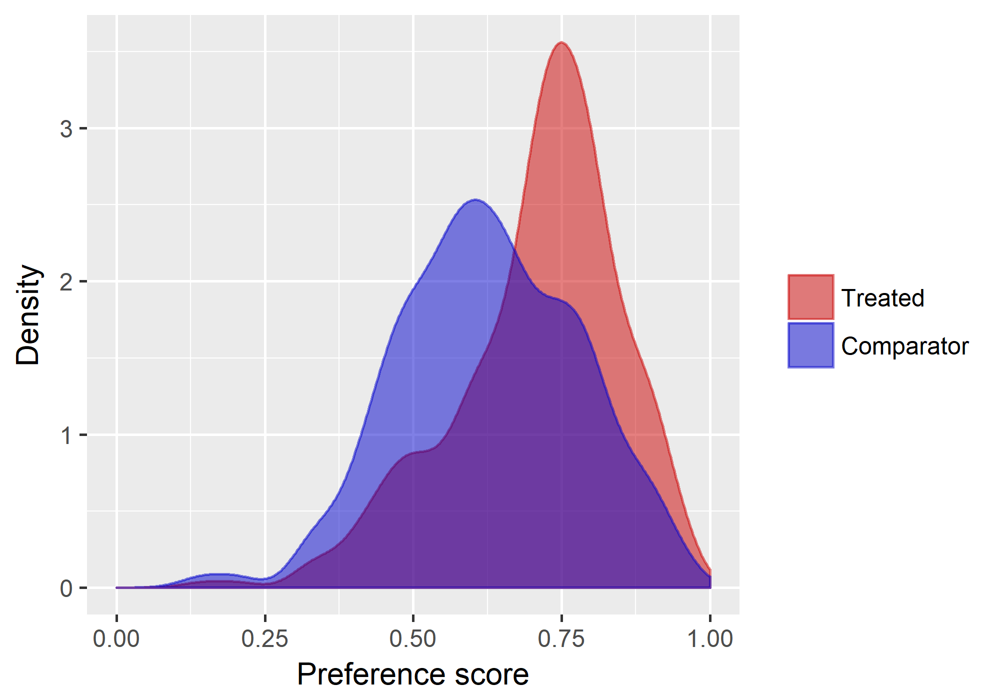 Density
3
2
1
0
0.00 0.25 0.50 0.75 1.00
Preference score
Treated
Comparator